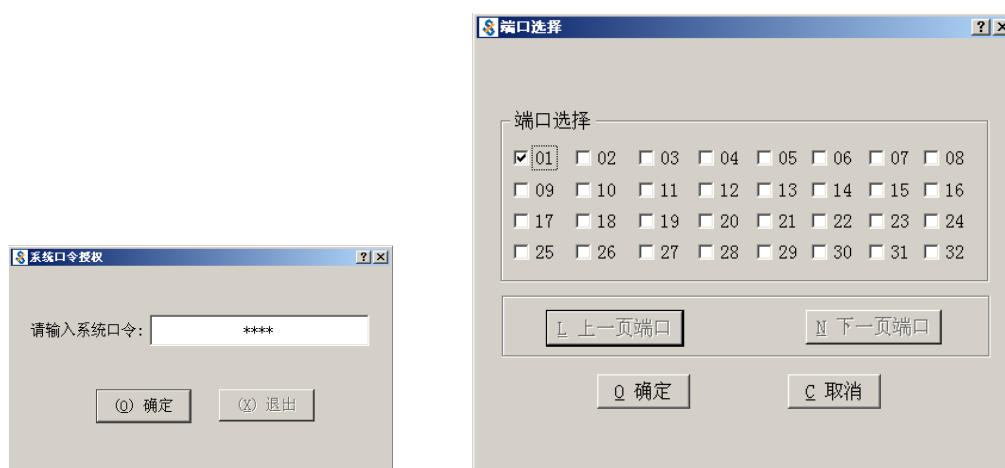 系统口令授权
请输入系统口令: ****
(O) 确定 (X) 退出
端口选择
端口选择
01 02 03 04 05 06 07 08
09 10 11 12 13 14 15 16
17 18 19 20 21 22 23 24
25 26 27 28 29 30 31 32
L 上一页端口 N 下一页端口
O 确定 C 取消